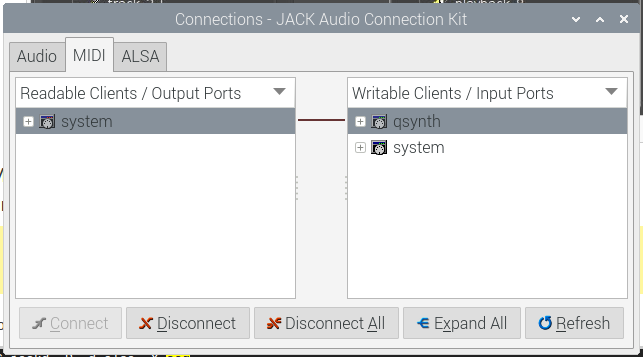 Connections - JACK Audio Connection Kit
Audio MIDI ALSA
Readable Clients / Output Ports
Writable Clients / Input Ports
system
qsynth
system
Connect Disconnect Disconnect All Expand All Refresh